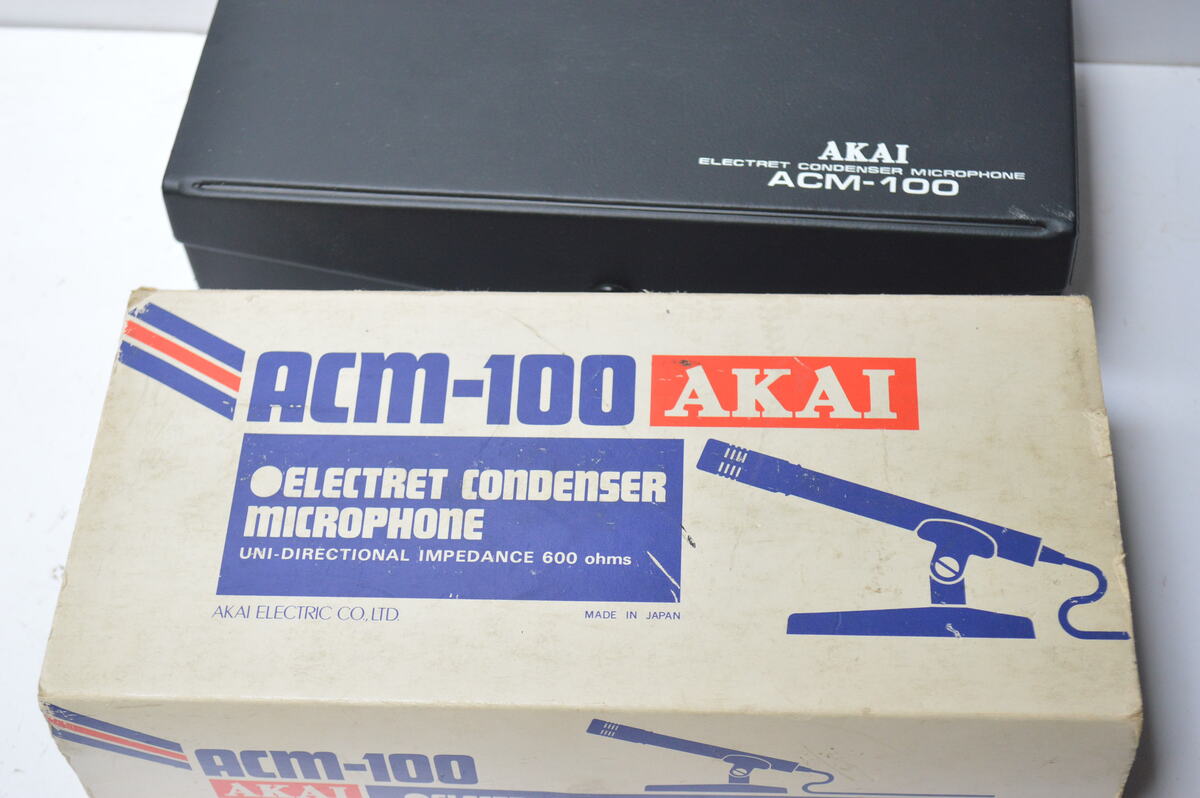 AKAI
ELECTRET CONDENSER MICROPHONE
ACM-100
ACM-100 AKAI
●ELECTRET CONDENSER
MICROPHONE
UNI-DIRECTIONAL IMPEDANCE 600 ohms
AKAI ELECTRIC CO., LTD. MADE IN JAPAN
ACM-100
AKAI